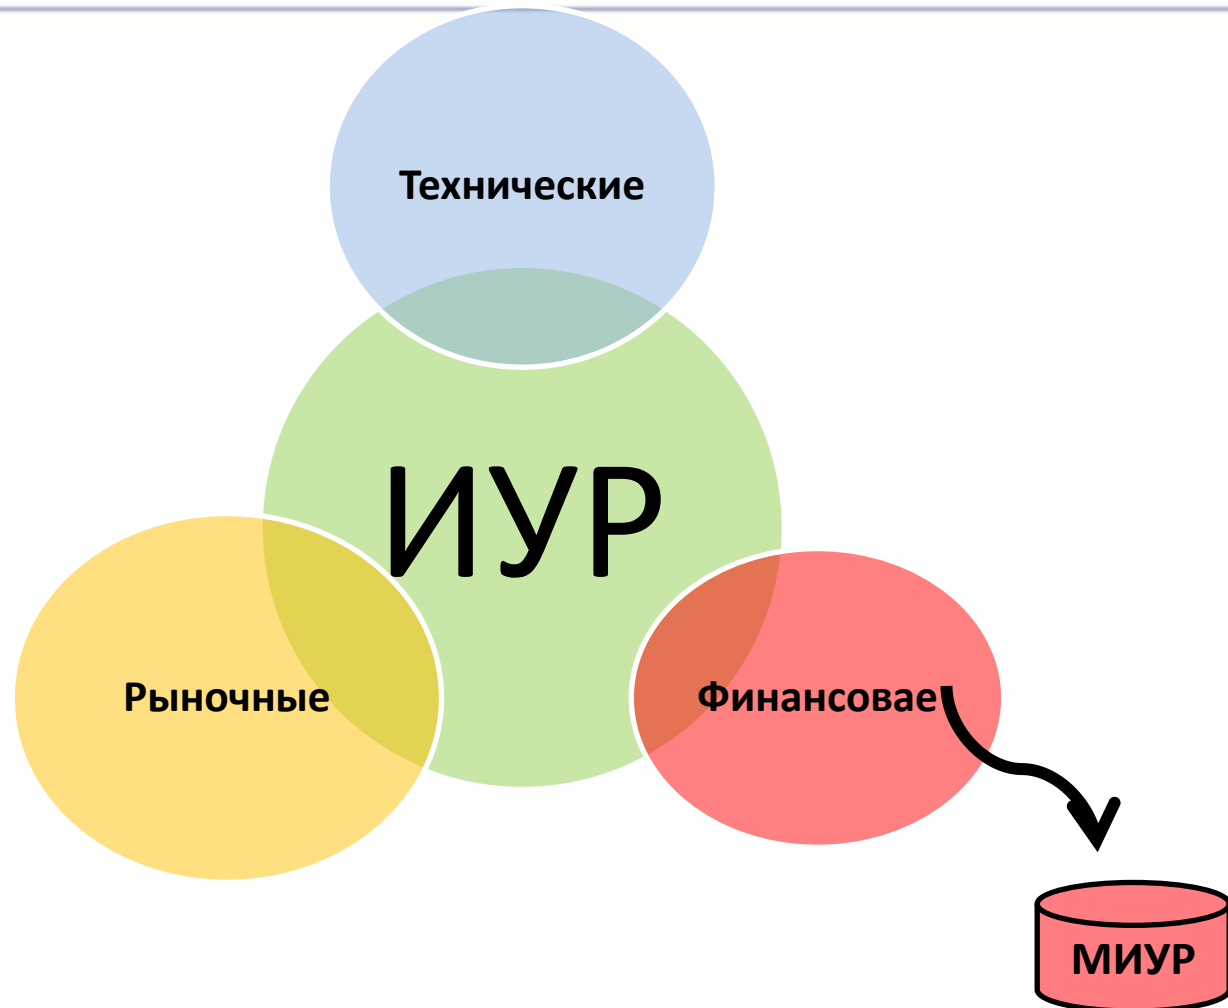 Технические
ИУР
Рыночные
Финансовае
МИУР